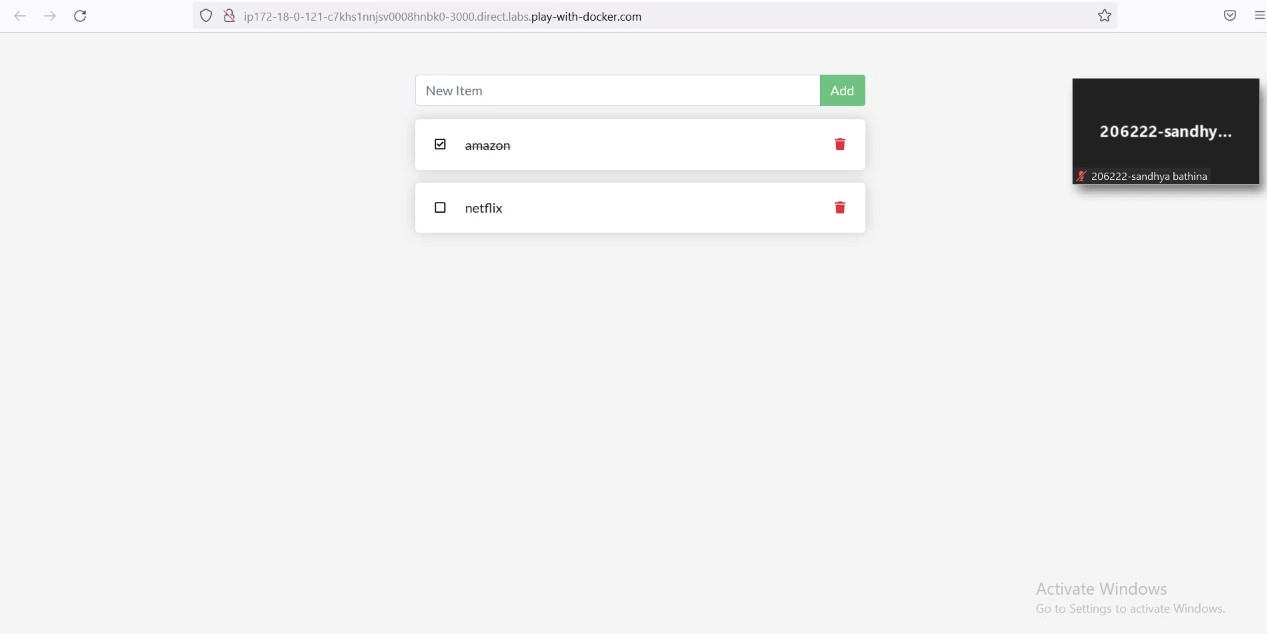 ip172-18-0-121-c7khs1nnjsv0008hnbk0-3000.direct.labs.play-with-docker.com
New Item
Add
amazon
206222-sandhy...
206222-sandhya bathina
netflix
Activate Windows
Go to Settings to activate Windows.